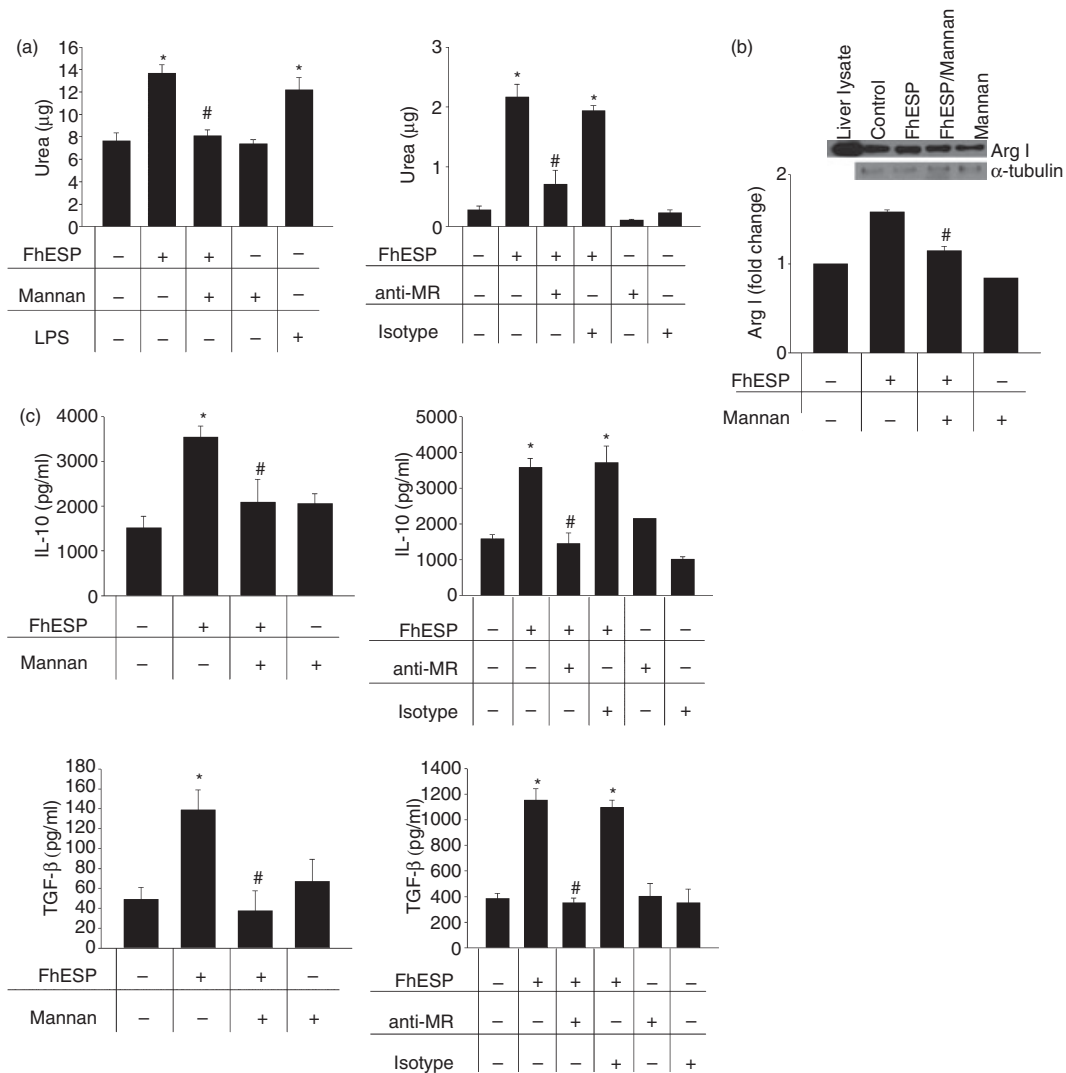 (a)
16
14
12
10
8
6
4
2
0
Urea (μg)
*
#
*
FhESP – + + – –
Mannan – – + + –
LPS – – – – +
3
2
1
0
Urea (μg)
*
#
*
FhESP – + + + – –
anti-MR – – + – + –
Isotype – – – + – +
(b)
Liver lysate
Control
FhESP
FhESP/Mannan
Mannan
Arg I
α-tubulin
2
1
0
Arg I (fold change)
#
FhESP – + + –
Mannan – – + +
(c)
4000
3000
2000
1000
0
IL-10 (pg/ml)
*
#
FhESP – + + –
Mannan – – + +
5000
4000
3000
2000
1000
0
IL-10 (pg/ml)
*
#
*
FhESP – + + + – –
anti-MR – – + – + –
Isotype – – – + – +
180
160
140
120
100
80
60
40
20
0
TGF-β (pg/ml)
*
#
FhESP – + + –
Mannan – – + +
1400
1200
1000
800
600
400
200
0
TGF-β (pg/ml)
*
#
*
FhESP – + + + – –
anti-MR – – + – + –
Isotype – – – + – +